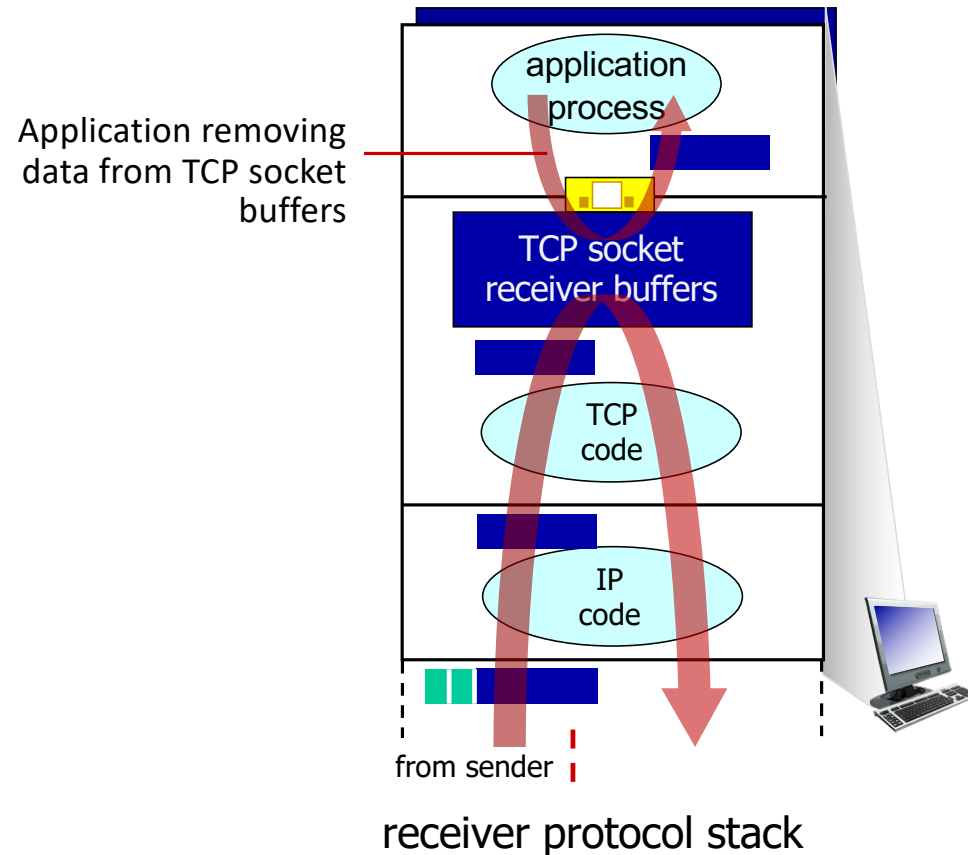 application
process
Application removing
data from TCP socket
buffers
TCP socket
receiver buffers
TCP
code
IP
code
from sender
receiver protocol stack